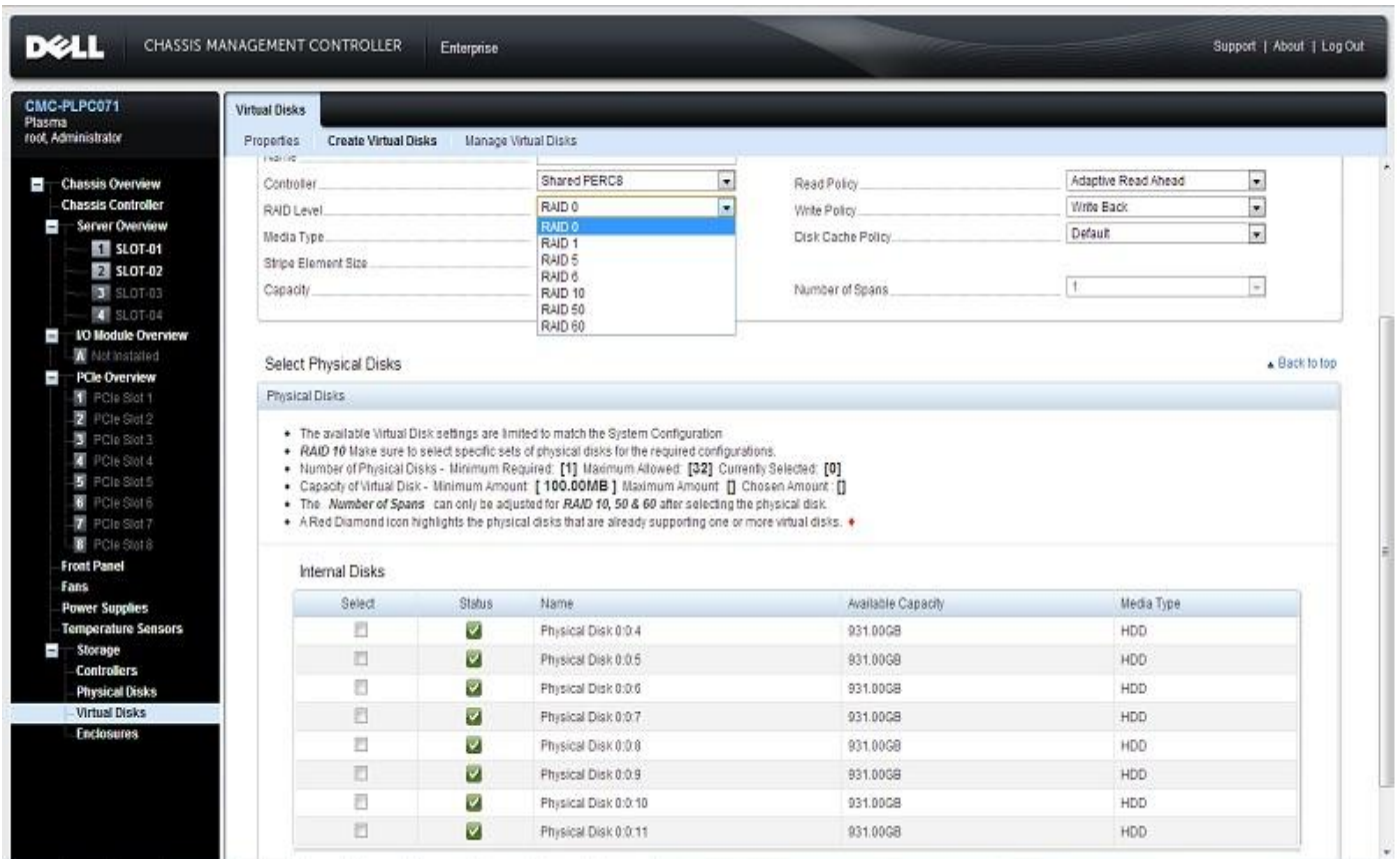 DELL CHASSIS MANAGEMENT CONTROLLER Enterprise Support | About | Log Out
CMC-PLPC071
Plasma
root, Administrator
Chassis Overview
Chassis Controller
Server Overview
1 SLOT-01
2 SLOT-02
3 SLOT-03
4 SLOT-04
I/O Module Overview
A Not Installed
PCIe Overview
1 PCIe Slot 1
2 PCIe Slot 2
3 PCIe Slot 3
4 PCIe Slot 4
5 PCIe Slot 5
6 PCIe Slot 6
7 PCIe Slot 7
8 PCIe Slot 8
Front Panel
Fans
Power Supplies
Temperature Sensors
Storage
Controllers
Physical Disks
Virtual Disks
Enclosures
Virtual Disks
Properties Create Virtual Disks Manage Virtual Disks
Name
Controller Shared PERC8 Read Policy Adaptive Read Ahead
RAID Level RAID 0 Write Policy Write Back
Media Type Disk Cache Policy Default
Stripe Element Size
Capacity Number of Spans 1
RAID 0
RAID 1
RAID 5
RAID 6
RAID 10
RAID 50
RAID 60
Select Physical Disks Back to top
Physical Disks
• The available Virtual Disk settings are limited to match the System Configuration
• RAID 10 Make sure to select specific sets of physical disks for the required configurations.
• Number of Physical Disks - Minimum Required: [1] Maximum Allowed: [32] Currently Selected: [0]
• Capacity of Virtual Disk - Minimum Amount: [ 100.00MB ] Maximum Amount: [] Chosen Amount : []
• The Number of Spans can only be adjusted for RAID 10, 50 & 60 after selecting the physical disk.
• A Red Diamond icon highlights the physical disks that are already supporting one or more virtual disks.
Internal Disks
Select Status Name Available Capacity Media Type
Physical Disk 0:0:4 931.00GB HDD
Physical Disk 0:0:5 931.00GB HDD
Physical Disk 0:0:6 931.00GB HDD
Physical Disk 0:0:7 931.00GB HDD
Physical Disk 0:0:8 931.00GB HDD
Physical Disk 0:0:9 931.00GB HDD
Physical Disk 0:0:10 931.00GB HDD
Physical Disk 0:0:11 931.00GB HDD